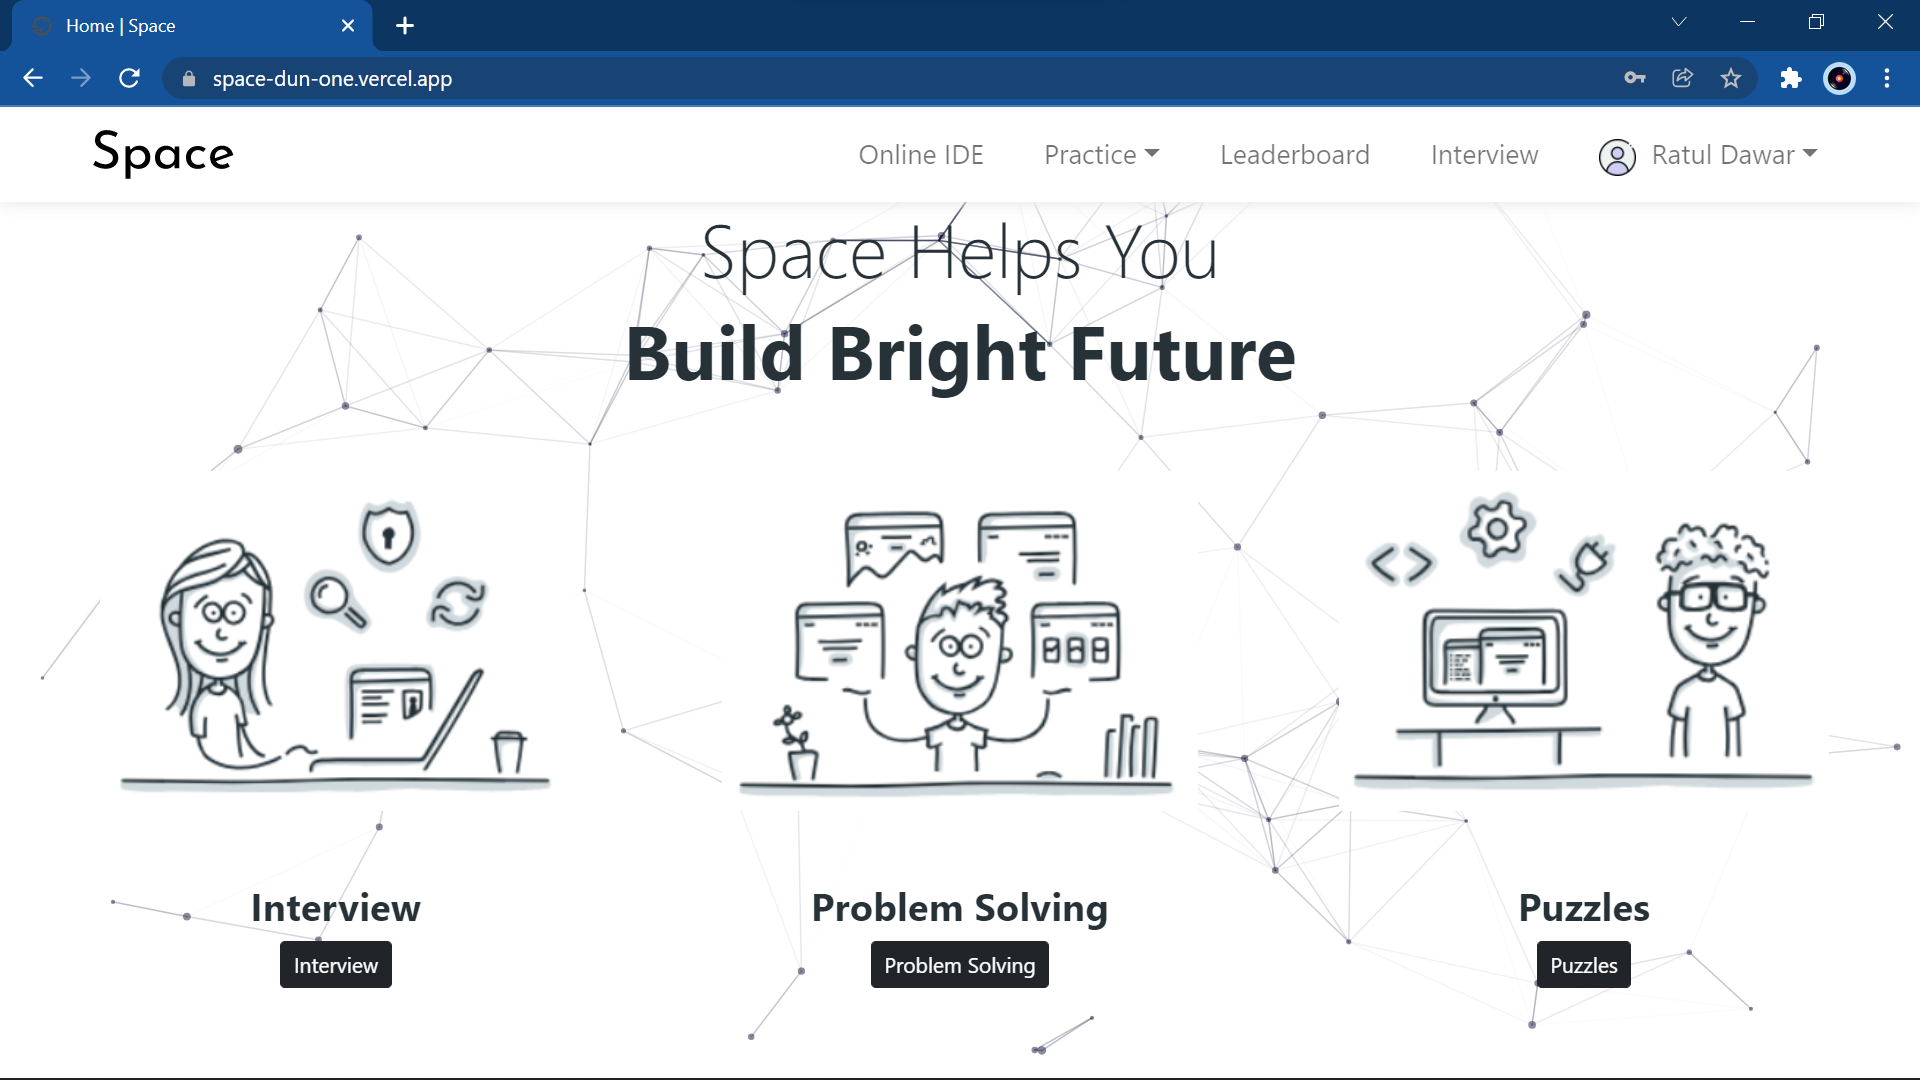 Home | Space
space-dun-one.vercel.app
Space
Online IDE
Practice
Leaderboard
Interview
Ratul Dawar
Space Helps You
Build Bright Future
Interview
Problem Solving
Puzzles
Interview
Problem Solving
Puzzles